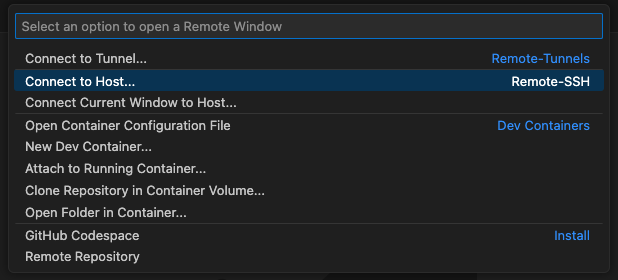 Select an option to open a Remote Window
Connect to Tunnel... Remote-Tunnels
Connect to Host... Remote-SSH
Connect Current Window to Host...
Open Container Configuration File Dev Containers
New Dev Container...
Attach to Running Container...
Clone Repository in Container Volume...
Open Folder in Container...
GitHub Codespace Install
Remote Repository